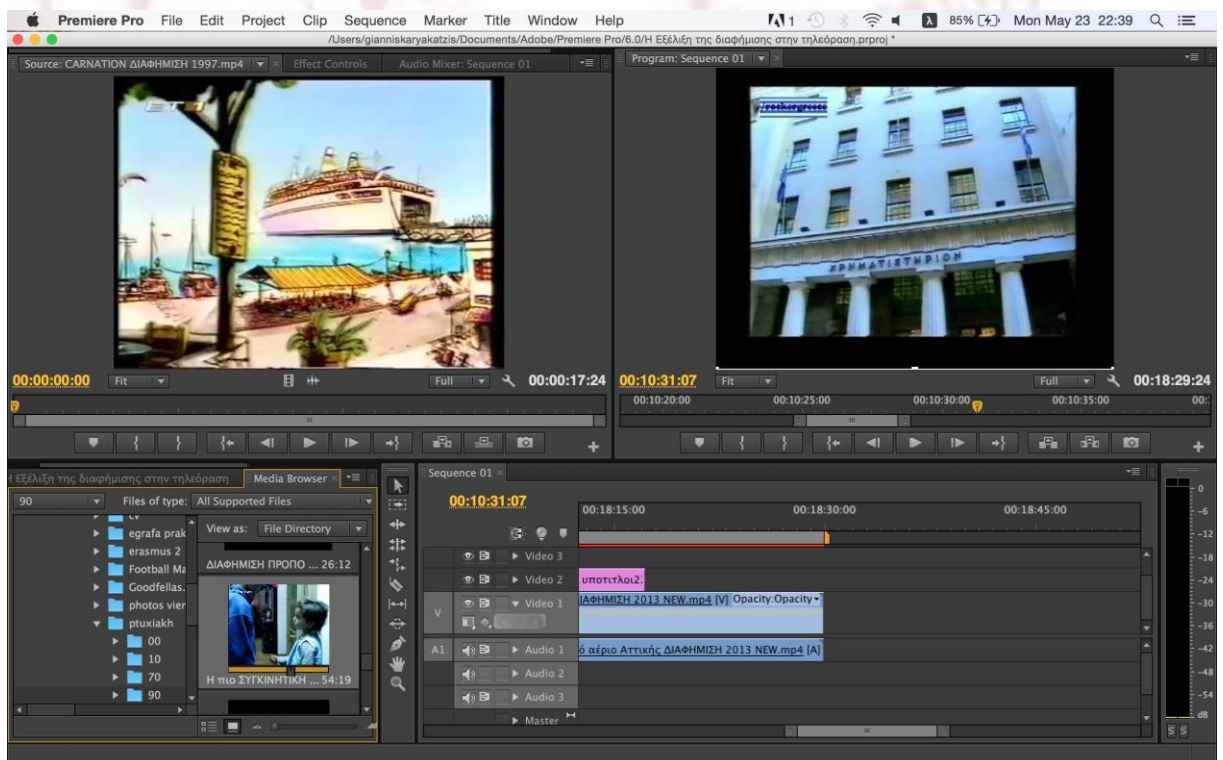 Premiere Pro File Edit Project Clip Sequence Marker Title Window Help 1 85% Mon May 23 22:39
/Users/gianniskaryakatzis/Documents/Adobe/Premiere Pro/6.0/Η Εξέλιξη της διαφήμισης στην τηλεόραση.prproj *
Source: CARNATION ΔΙΑΦΗΜΙΣΗ 1997.mp4 Effect Controls Audio Mixer: Sequence 01
Program: Sequence 01
/rockergreece
ΧΡΗΜΑΤΙΣΤΗΡΙΟΝ
00:00:00:00 Fit Full 00:00:17:24
00:10:31:07 Fit Full 00:18:29:24
00:10:20:00 00:10:25:00 00:10:30:00 00:10:35:00 00:
Η Εξέλιξη της διαφήμισης στην τηλεόραση Media Browser
90 Files of type: All Supported Files
View as: File Directory
cv
egrafa prak
erasmus 2
Football Ma
Goodfellas.
photos vier
ptuxiakh
00
10
70
90
ΔΙΑΦΗΜΙΣΗ ΠΡΟΠΟ ... 26:12
Η πιο ΣΥΓΚΙΝΗΤΙΚΗ ... 54:19
Sequence 01
00:10:31:07
00:18:15:00 00:18:30:00 00:18:45:00
Video 3
Video 2 υποτιτλοι2
V Video 1 ΙΑΦΗΜΙΣΗ 2013 NEW.mp4 [V] Opacity:Opacity
A1 Audio 1 ό αέριο Αττικής ΔΙΑΦΗΜΙΣΗ 2013 NEW.mp4 [A]
Audio 2
Audio 3
Master
0
-6
-12
-18
-24
-30
-36
-42
-48
-54
dB
S S